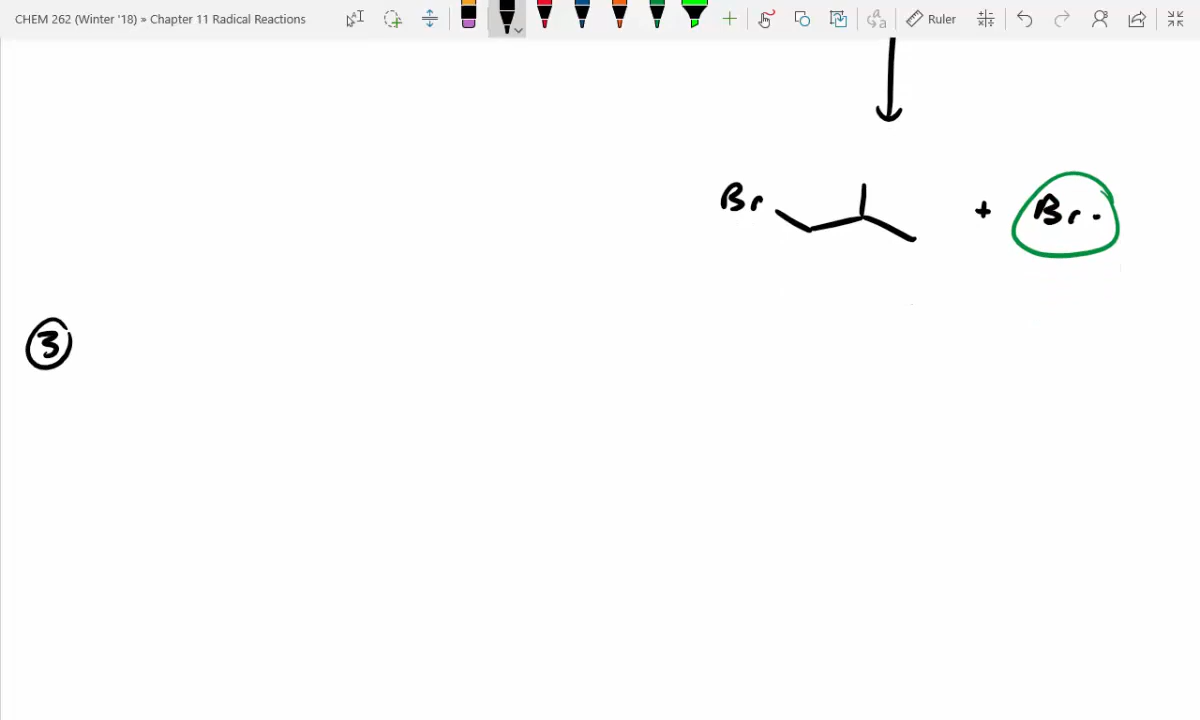 CHEM 262 (Winter '18) » Chapter 11 Radical Reactions
Ruler
Br + Br·
3